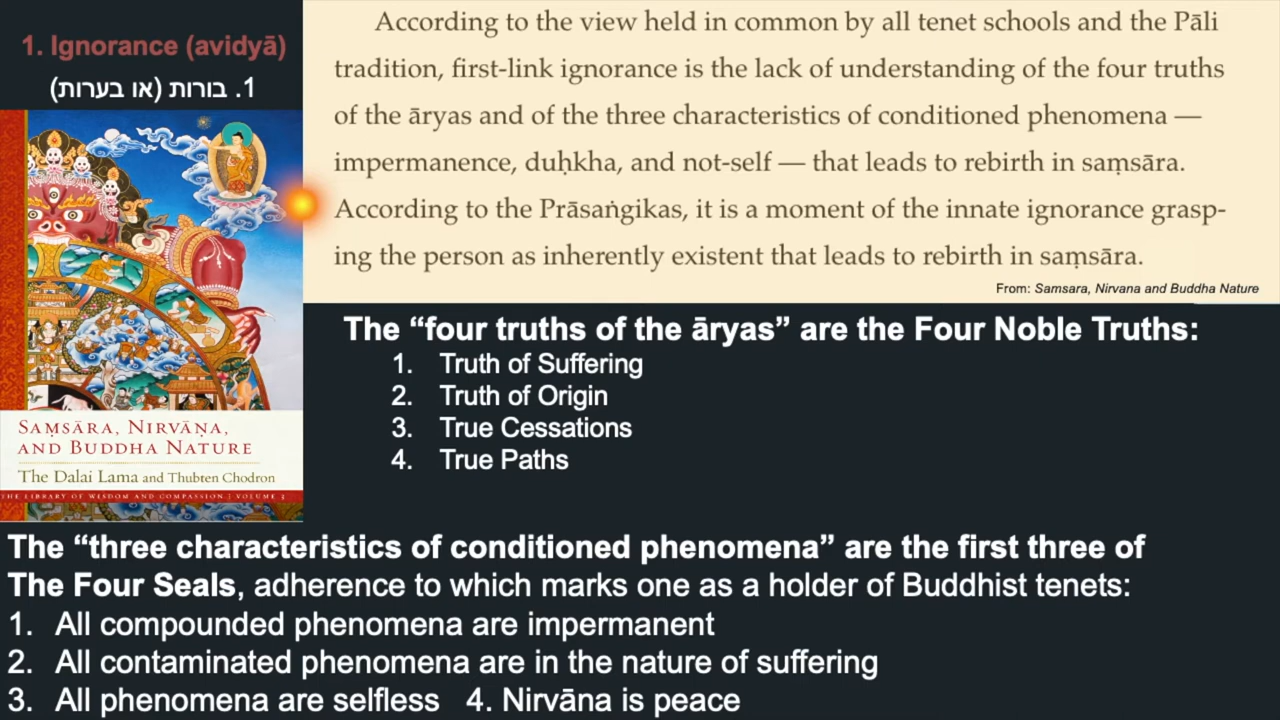 1. Ignorance (avidyā)
1. בורות (או בערות)
According to the view held in common by all tenet schools and the Pāli
tradition, first-link ignorance is the lack of understanding of the four truths
of the āryas and of the three characteristics of conditioned phenomena —
impermanence, duḥkha, and not-self — that leads to rebirth in saṃsāra.
According to the Prāsaṅgikas, it is a moment of the innate ignorance grasp-
ing the person as inherently existent that leads to rebirth in saṃsāra.
From: Samsara, Nirvana and Buddha Nature
SAṂSĀRA, NIRVĀṆA,
AND BUDDHA NATURE
The Dalai Lama and Thubten Chodron
THE LIBRARY OF WISDOM AND COMPASSION | VOLUME 3
The “four truths of the āryas” are the Four Noble Truths:
1. Truth of Suffering
2. Truth of Origin
3. True Cessations
4. True Paths
The “three characteristics of conditioned phenomena” are the first three of
The Four Seals, adherence to which marks one as a holder of Buddhist tenets:
1. All compounded phenomena are impermanent
2. All contaminated phenomena are in the nature of suffering
3. All phenomena are selfless 4. Nirvāna is peace